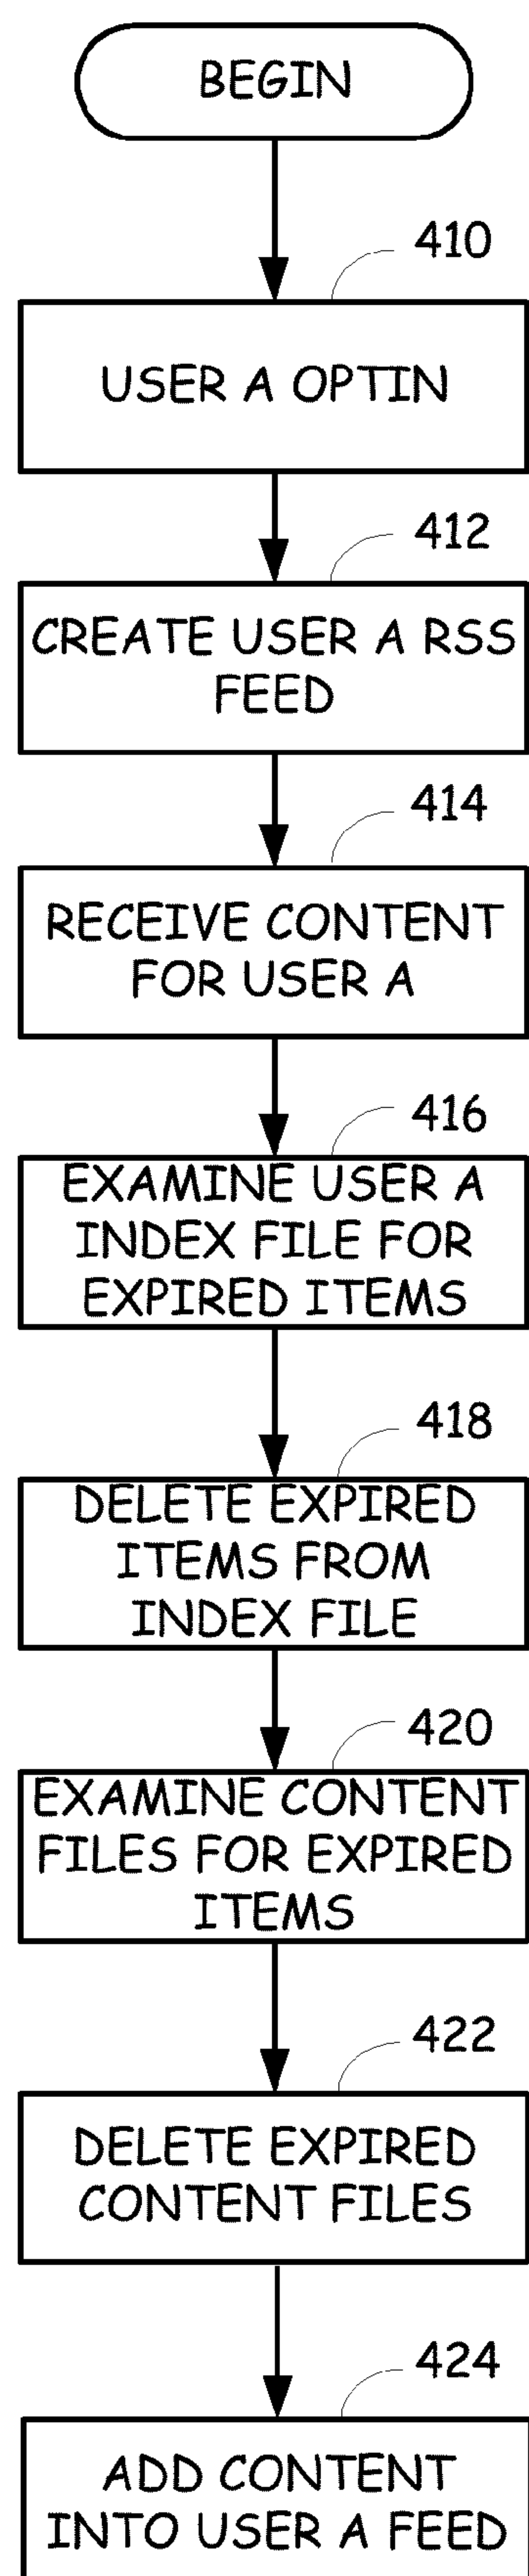 BEGIN
410
USER A OPTIN
412
CREATE USER A RSS
FEED
414
RECEIVE CONTENT
FOR USER A
416
EXAMINE USER A
INDEX FILE FOR
EXPIRED ITEMS
418
DELETE EXPIRED
ITEMS FROM
INDEX FILE
420
EXAMINE CONTENT
FILES FOR EXPIRED
ITEMS
422
DELETE EXPIRED
CONTENT FILES
424
ADD CONTENT
INTO USER A FEED